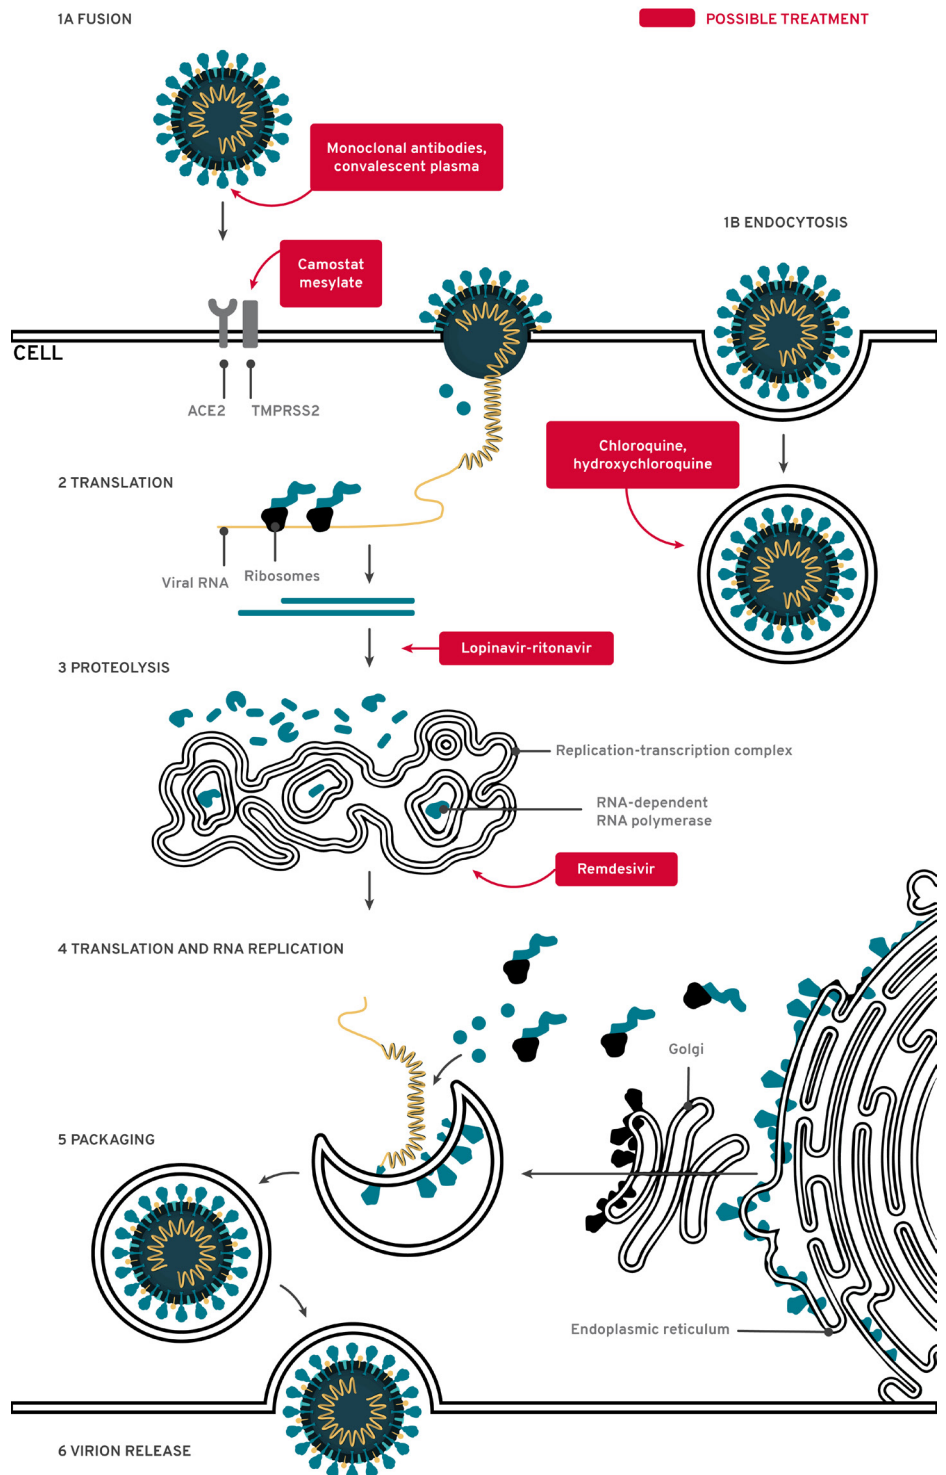 1A FUSION
POSSIBLE TREATMENT
Monoclonal antibodies,
convalescent plasma
1B ENDOCYTOSIS
Camostat
mesylate
CELL
ACE2
TMPRSS2
Chloroquine,
hydroxychloroquine
2 TRANSLATION
Viral RNA
Ribosomes
Lopinavir-ritonavir
3 PROTEOLYSIS
Replication-transcription complex
RNA-dependent
RNA polymerase
Remdesivir
4 TRANSLATION AND RNA REPLICATION
Golgi
5 PACKAGING
Endoplasmic reticulum
6 VIRION RELEASE